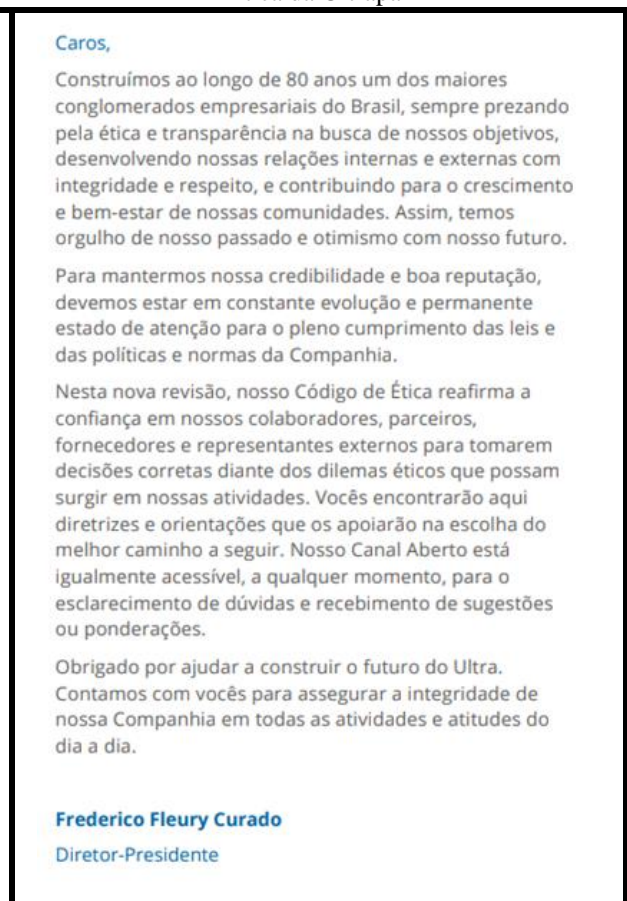 Caros,
Construímos ao longo de 80 anos um dos maiores
conglomerados empresariais do Brasil, sempre prezando
pela ética e transparência na busca de nossos objetivos,
desenvolvendo nossas relações internas e externas com
integridade e respeito, e contribuindo para o crescimento
e bem-estar de nossas comunidades. Assim, temos
orgulho de nosso passado e otimismo com nosso futuro.
Para mantermos nossa credibilidade e boa reputação,
devemos estar em constante evolução e permanente
estado de atenção para o pleno cumprimento das leis e
das políticas e normas da Companhia.
Nesta nova revisão, nosso Código de Ética reafirma a
confiança em nossos colaboradores, parceiros,
fornecedores e representantes externos para tomarem
decisões corretas diante dos dilemas éticos que possam
surgir em nossas atividades. Vocês encontrarão aqui
diretrizes e orientações que os apoiarão na escolha do
melhor caminho a seguir. Nosso Canal Aberto está
igualmente acessível, a qualquer momento, para o
esclarecimento de dúvidas e recebimento de sugestões
ou ponderações.
Obrigado por ajudar a construir o futuro do Ultra.
Contamos com vocês para assegurar a integridade de
nossa Companhia em todas as atividades e atitudes do
dia a dia.
Frederico Fleury Curado
Diretor-Presidente